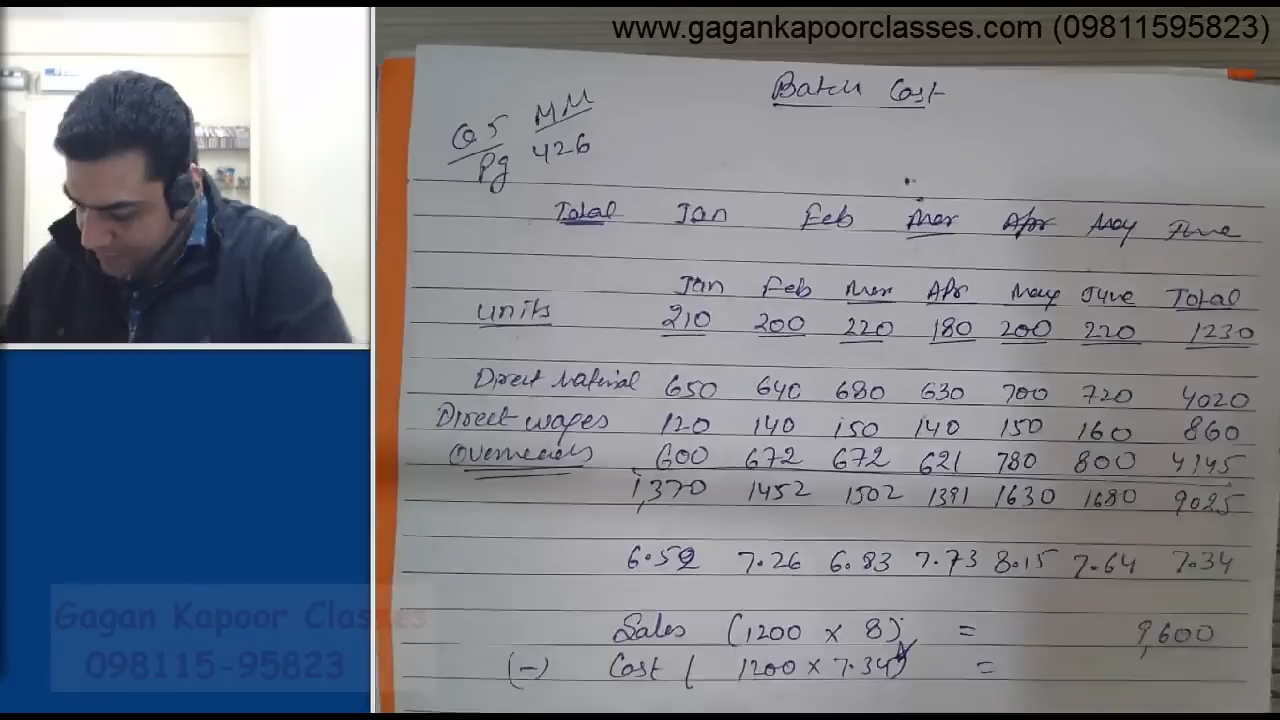 www.gagankapoorclasses.com (09811595823)
Batch Cost
Q5 MM
Pg 426
Total Jan Feb Mar Apr May June
Jan Feb Mar Apr May June Total
units 210 200 220 180 200 220 1230
Direct Material 650 640 680 630 700 720 4020
Direct wages 120 140 150 140 150 160 860
Overheads 600 672 672 621 780 800 4145
1,370 1452 1502 1391 1630 1680 9025
6.52 7.26 6.83 7.73 8.15 7.64 7.34
Sales (1200 x 8) = 9,600
(-) Cost ( 1200 x 7.34) =
Gagan Kapoor Classes
098115-95823